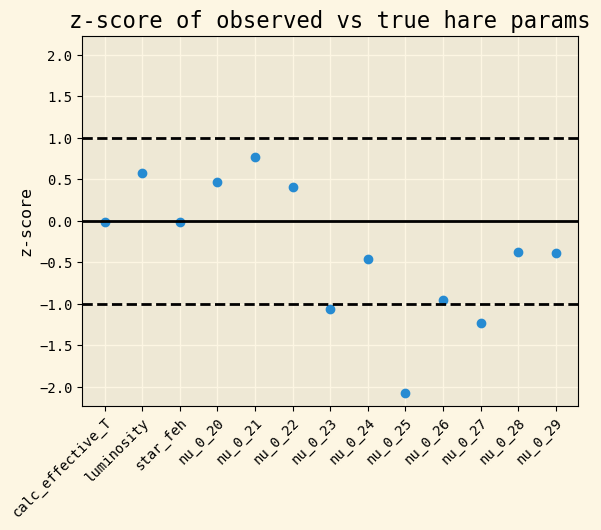 z-score of observed vs true hare params
z-score
2.0
1.5
1.0
0.5
0.0
−0.5
−1.0
−1.5
−2.0
calc_effective_T
luminosity
star_feh
nu_0_20
nu_0_21
nu_0_22
nu_0_23
nu_0_24
nu_0_25
nu_0_26
nu_0_27
nu_0_28
nu_0_29